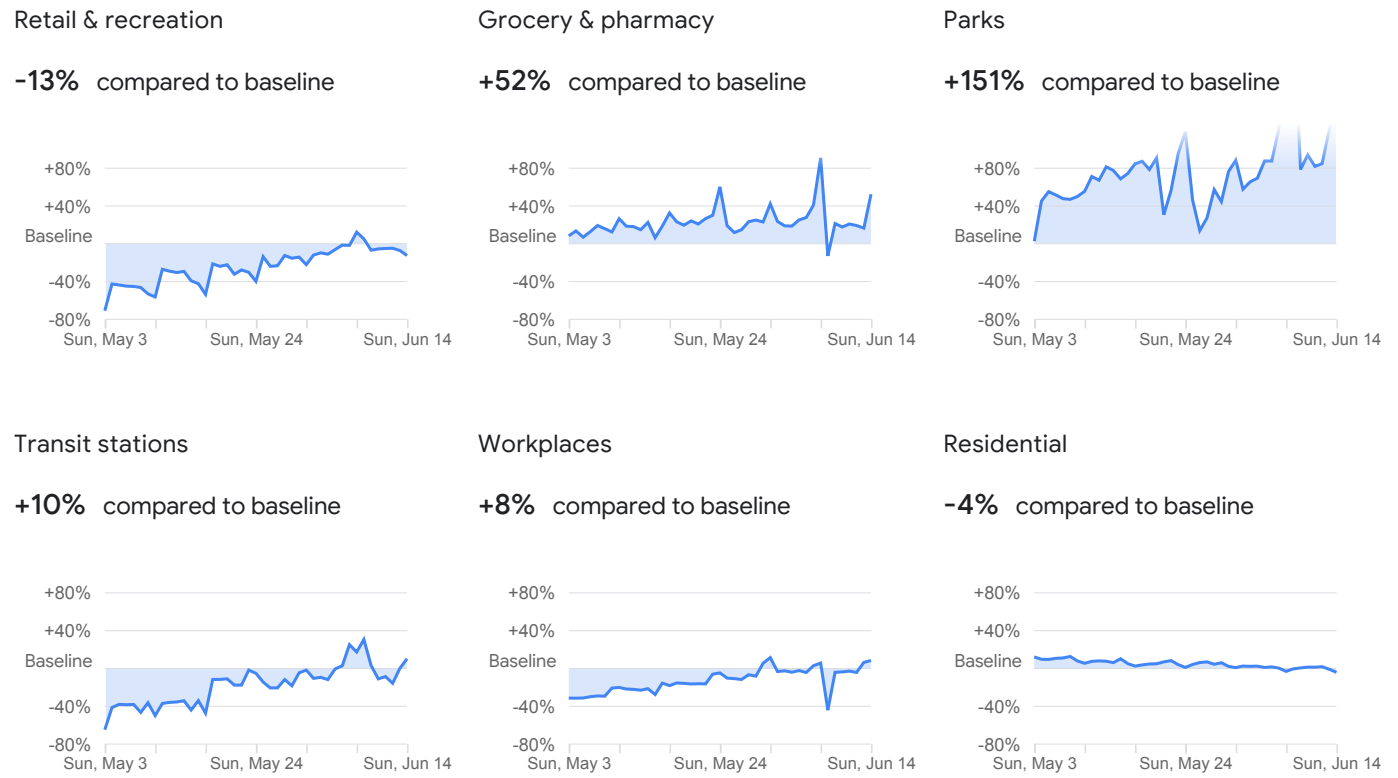 Retail & recreation
-13% compared to baseline
+80%
+40%
Baseline
-40%
-80%
Sun, May 3 Sun, May 24 Sun, Jun 14
Grocery & pharmacy
+52% compared to baseline
+80%
+40%
Baseline
-40%
-80%
Sun, May 3 Sun, May 24 Sun, Jun 14
Parks
+151% compared to baseline
+80%
+40%
Baseline
-40%
-80%
Sun, May 3 Sun, May 24 Sun, Jun 14
Transit stations
+10% compared to baseline
+80%
+40%
Baseline
-40%
-80%
Sun, May 3 Sun, May 24 Sun, Jun 14
Workplaces
+8% compared to baseline
+80%
+40%
Baseline
-40%
-80%
Sun, May 3 Sun, May 24 Sun, Jun 14
Residential
-4% compared to baseline
+80%
+40%
Baseline
-40%
-80%
Sun, May 3 Sun, May 24 Sun, Jun 14